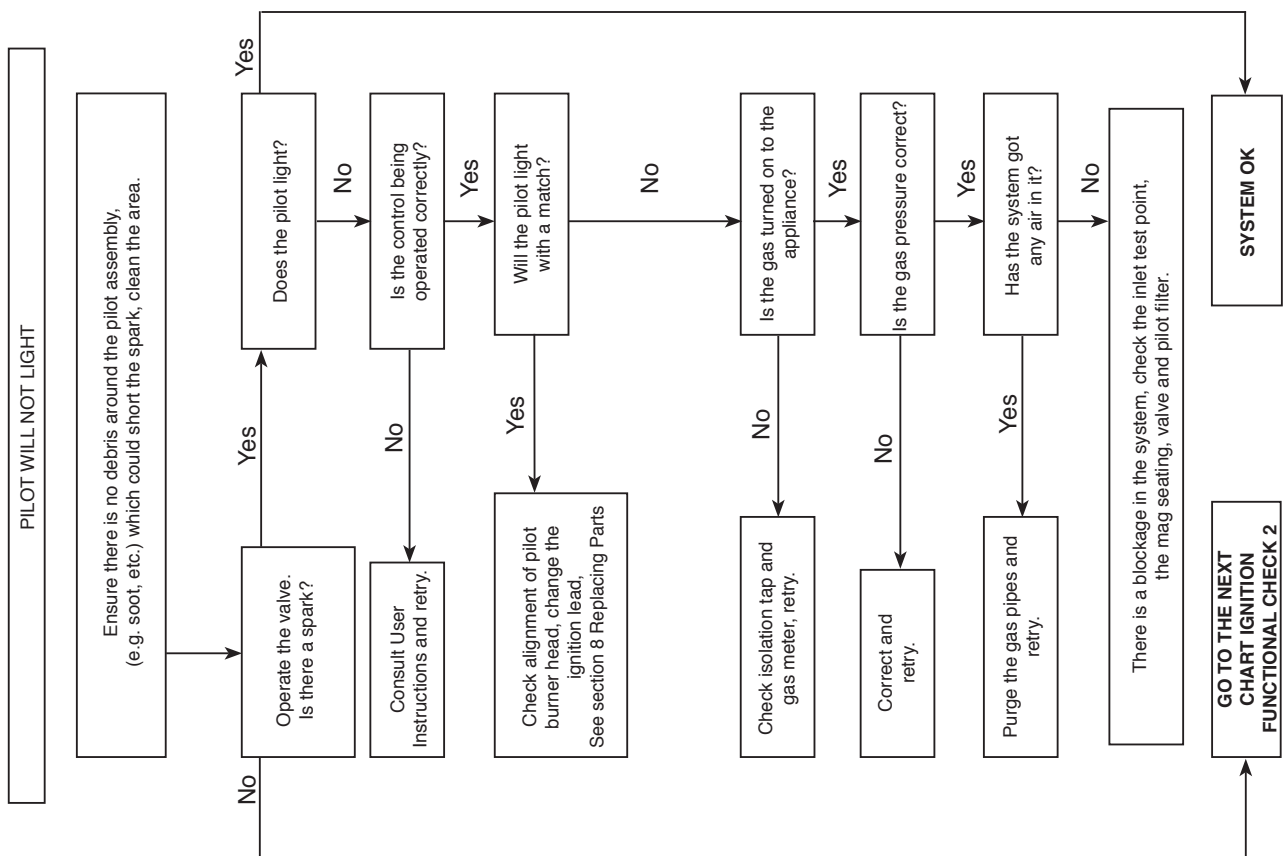 PILOT WILL NOT LIGHT
Ensure there is no debris around the pilot assembly,
(e.g. soot, etc.) which could short the spark, clean the area.
Operate the valve.
Is there a spark?
Yes
No
Does the pilot light?
Yes
No
Is the control being
operated correctly?
No
Yes
Consult User
Instructions and retry.
Will the pilot light
with a match?
Yes
No
Check alignment of pilot
burner head, change the
ignition lead,
See section 8 Replacing Parts
Is the gas turned on to the
appliance?
No
Yes
Check isolation tap and
gas meter, retry.
Is the gas pressure correct?
No
Yes
Correct and
retry.
Has the system got
any air in it?
Yes
No
Purge the gas pipes and
retry.
There is a blockage in the system, check the inlet test point,
the mag seating, valve and pilot filter.
GO TO THE NEXT
CHART IGNITION
FUNCTIONAL CHECK 2
SYSTEM OK